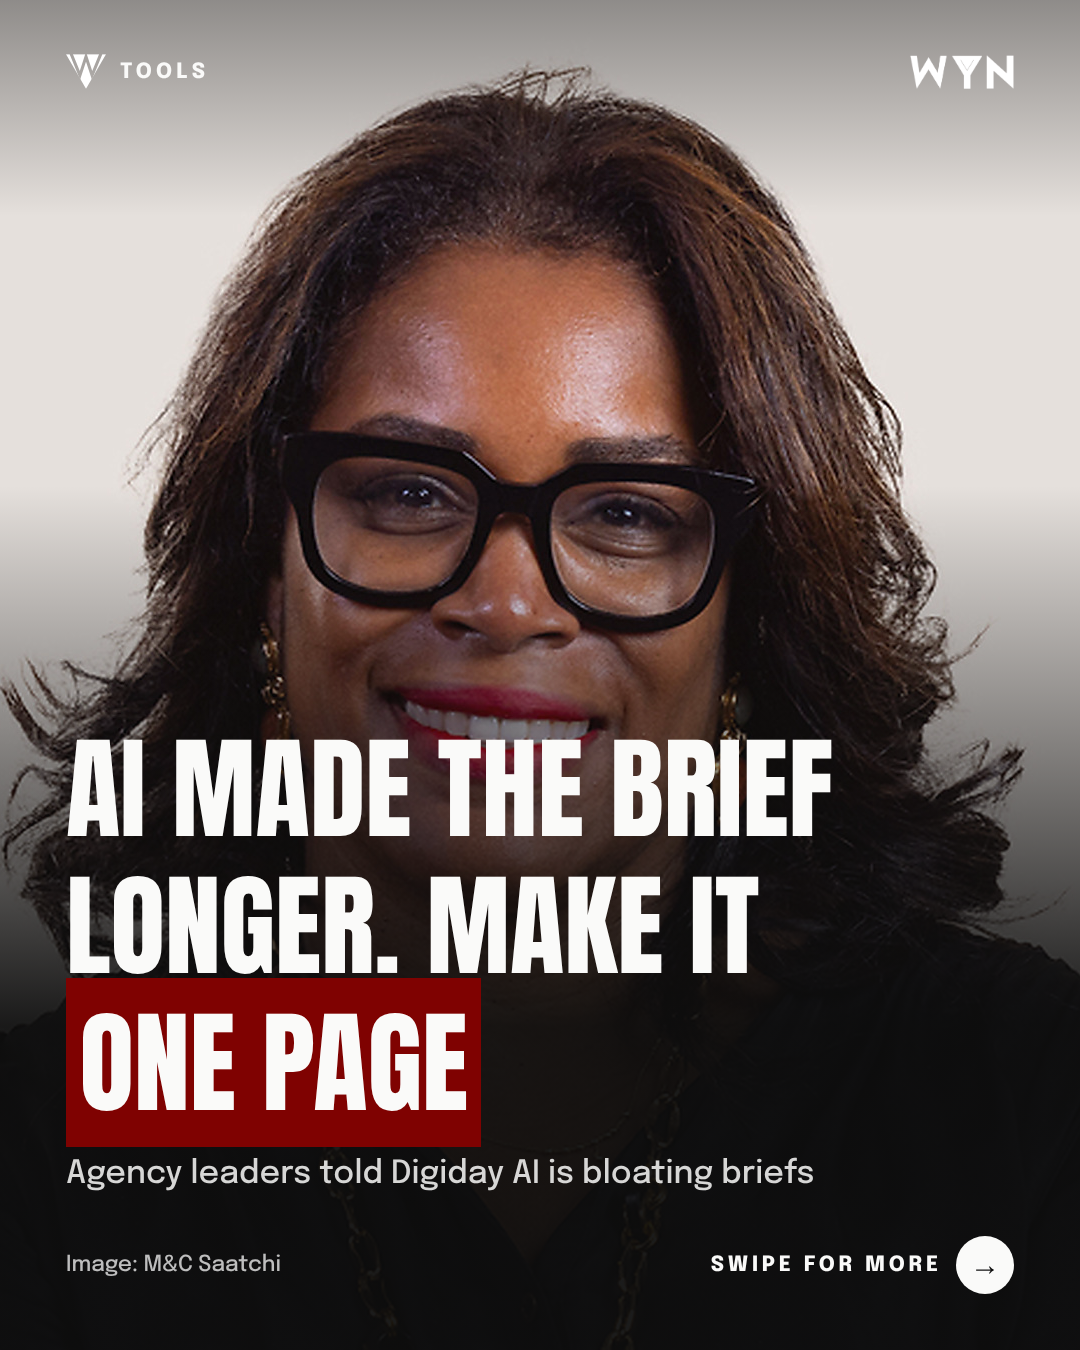 TOOLS
WYN
AI MADE THE BRIEF
LONGER. MAKE IT
ONE PAGE
Agency leaders told Digiday AI is bloating briefs
Image: M&C Saatchi
SWIPE FOR MORE →